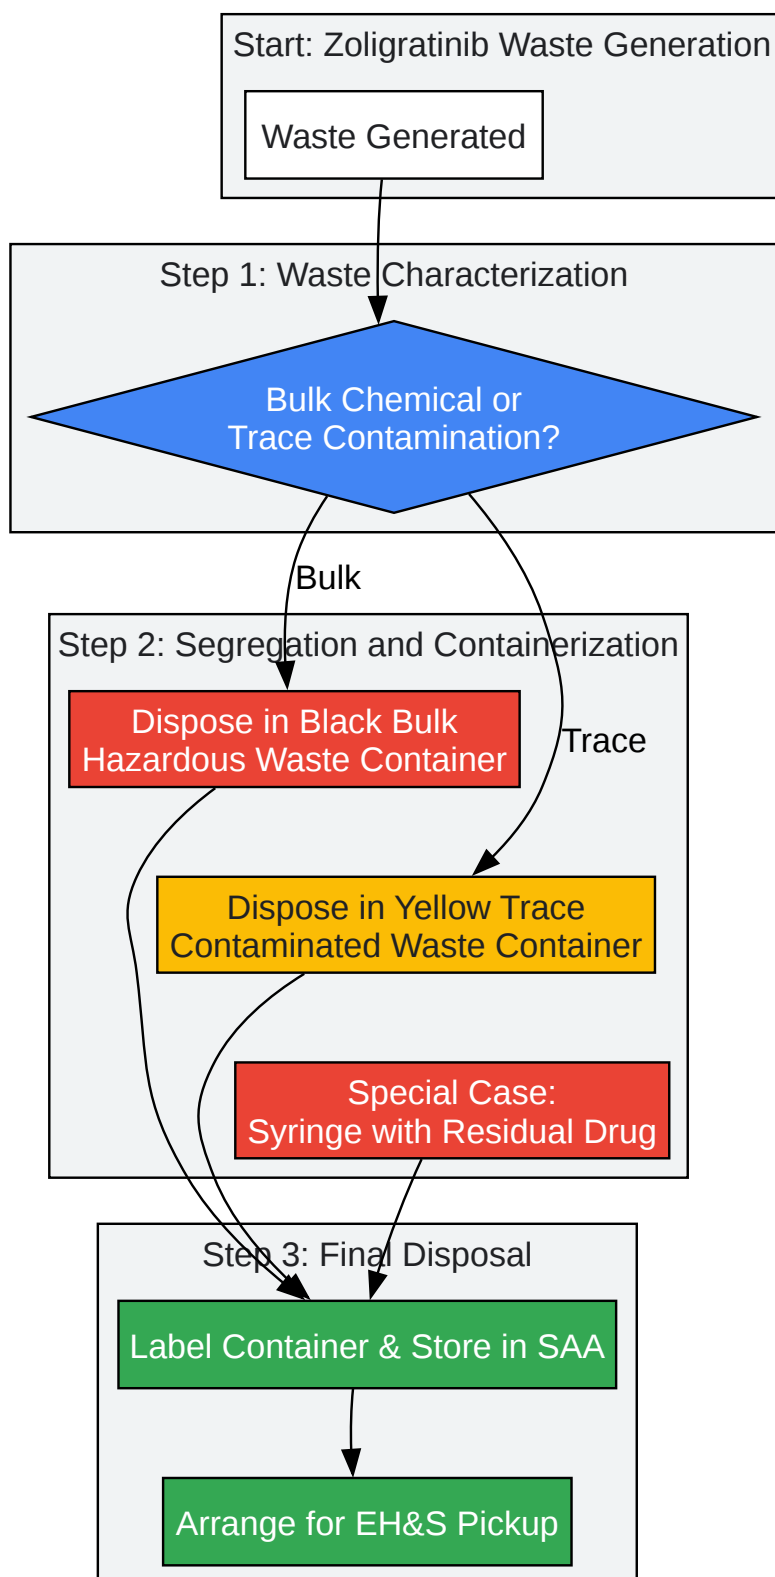 Start: Zoligratinib Waste Generation
Waste Generated
Step 1: Waste Characterization
Bulk Chemical or
Trace Contamination?
Bulk
Step 2: Segregation and Containerization
Dispose in Black Bulk
Hazardous Waste Container
Trace
Dispose in Yellow Trace
Contaminated Waste Container
Special Case:
Syringe with Residual Drug
Step 3: Final Disposal
Label Container & Store in SAA
Arrange for EH&S Pickup